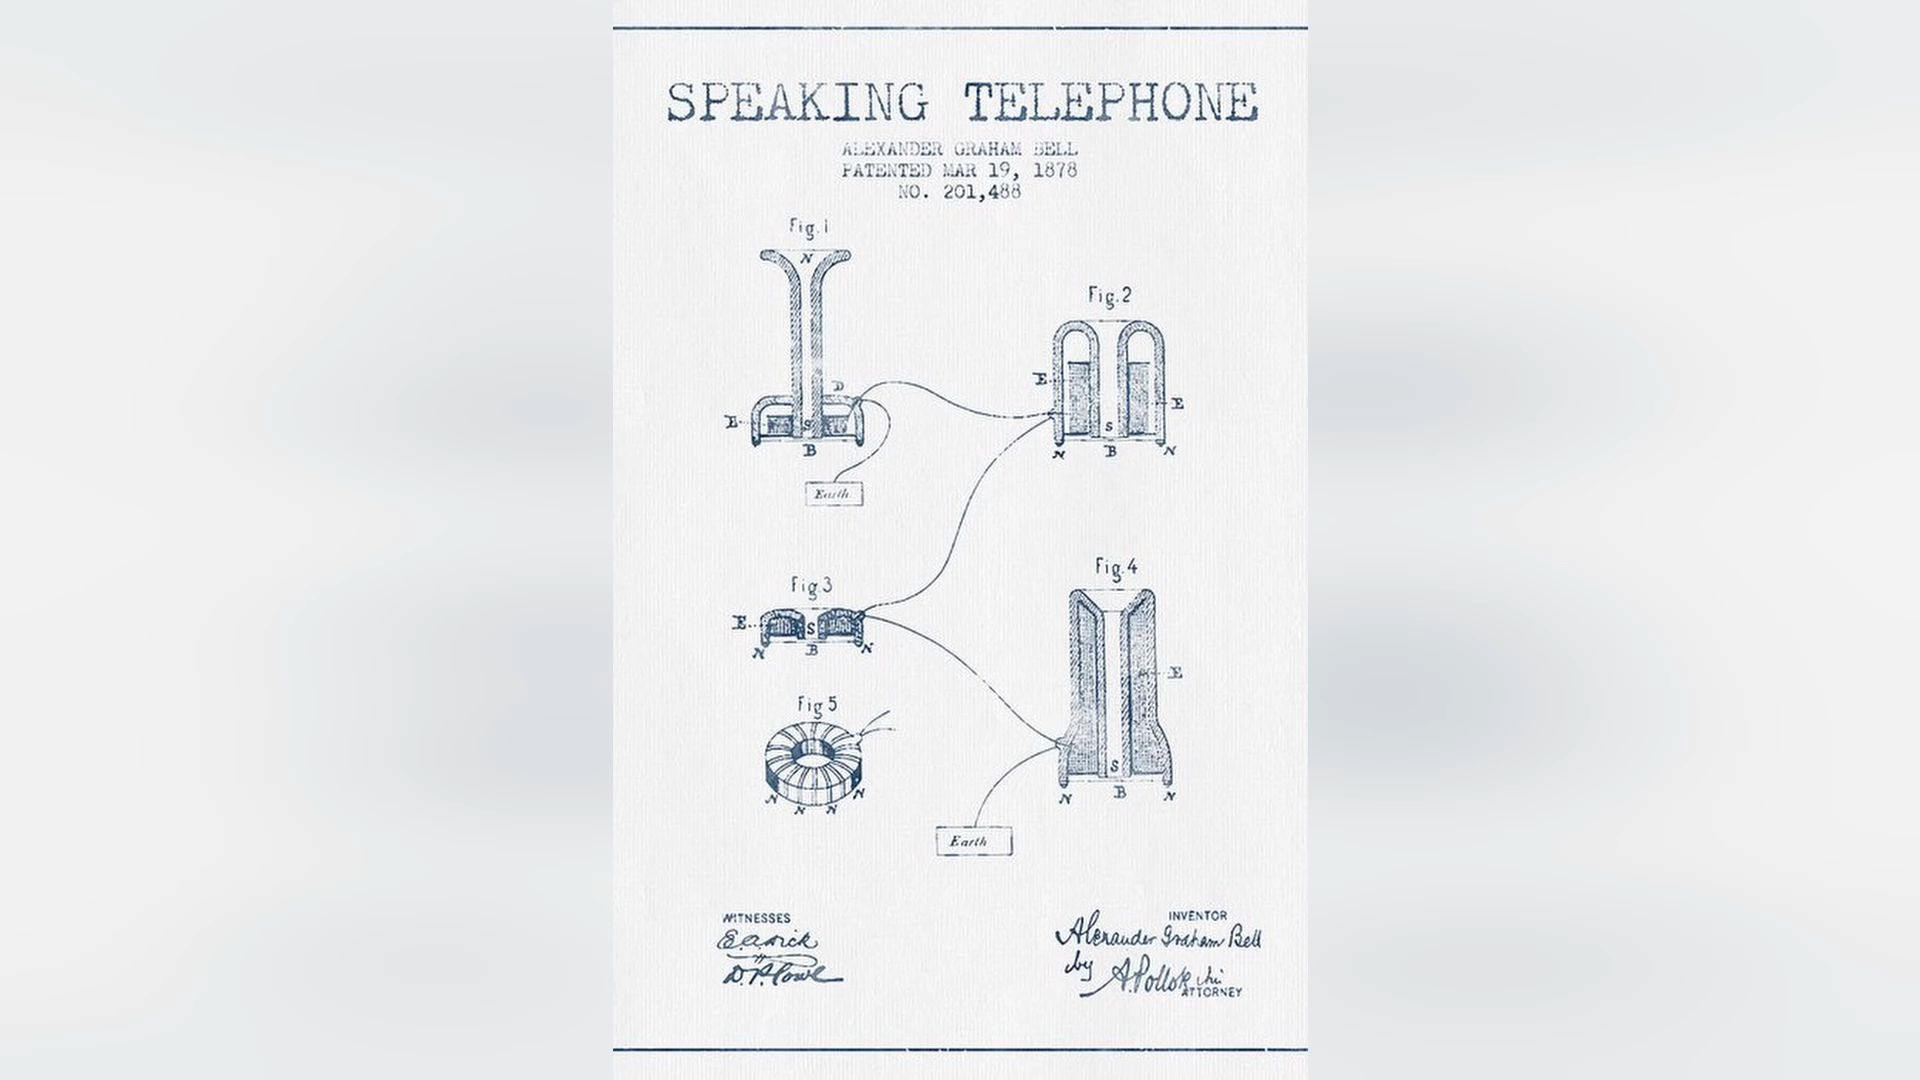 SPEAKING TELEPHONE
ALEXANDER GRAHAM BELL
PATENTED MAR 19, 1878
NO. 201,488
Fig.1
N
D
E
S
B
Earth
Fig.2
E
E
S
N B N
Fig.3
E
S
N B N
Fig.4
E
S
N B N
Fig 5
N N N N
Earth
WITNESSES
INVENTOR
Alexander Graham Bell
by A. Pollok
ATTORNEY